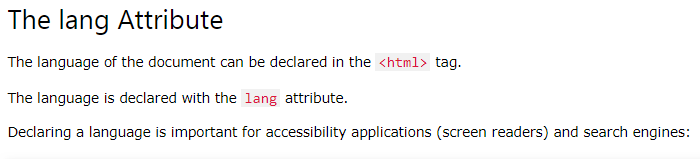 The lang Attribute
The language of the document can be declared in the <html> tag.
The language is declared with the lang attribute.
Declaring a language is important for accessibility applications (screen readers) and search engines: